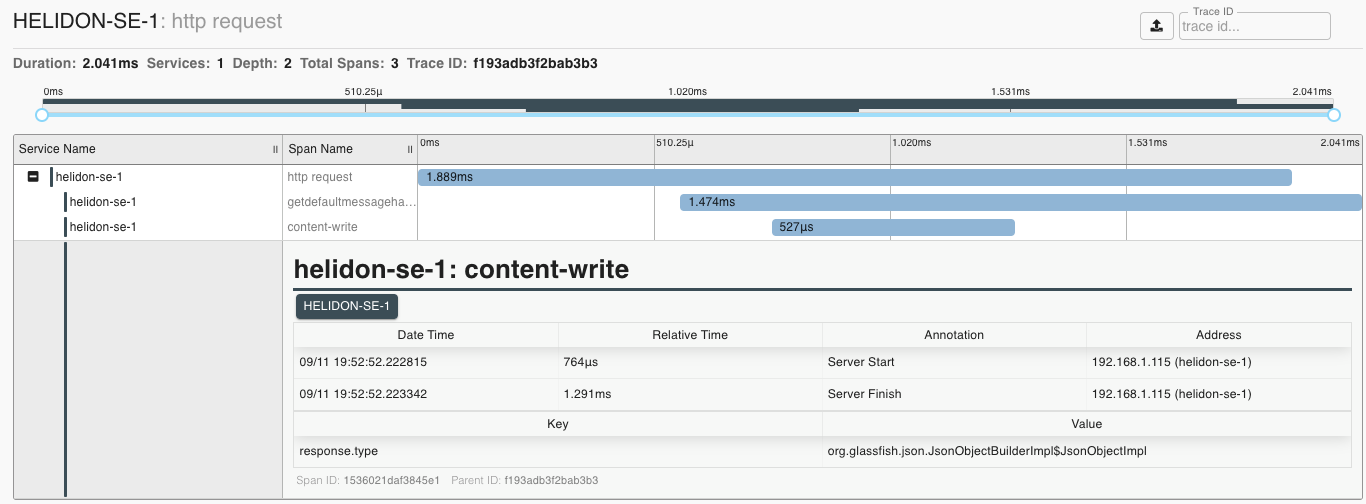 HELIDON-SE-1: http request
Trace ID
trace id...
Duration: 2.041ms Services: 1 Depth: 2 Total Spans: 3 Trace ID: f193adb3f2bab3b3
0ms 510.25µ 1.020ms 1.531ms 2.041ms
Service Name Span Name 0ms 510.25µ 1.020ms 1.531ms 2.041ms
helidon-se-1 http request 1.889ms
helidon-se-1 getdefaultmessageha... 1.474ms
helidon-se-1 content-write 527µs
helidon-se-1: content-write
HELIDON-SE-1
Date Time Relative Time Annotation Address
09/11 19:52:52.222815 764µs Server Start 192.168.1.115 (helidon-se-1)
09/11 19:52:52.223342 1.291ms Server Finish 192.168.1.115 (helidon-se-1)
Key Value
response.type org.glassfish.json.JsonObjectBuilderImpl$JsonObjectImpl
Span ID: 1536021daf3845e1 Parent ID: f193adb3f2bab3b3